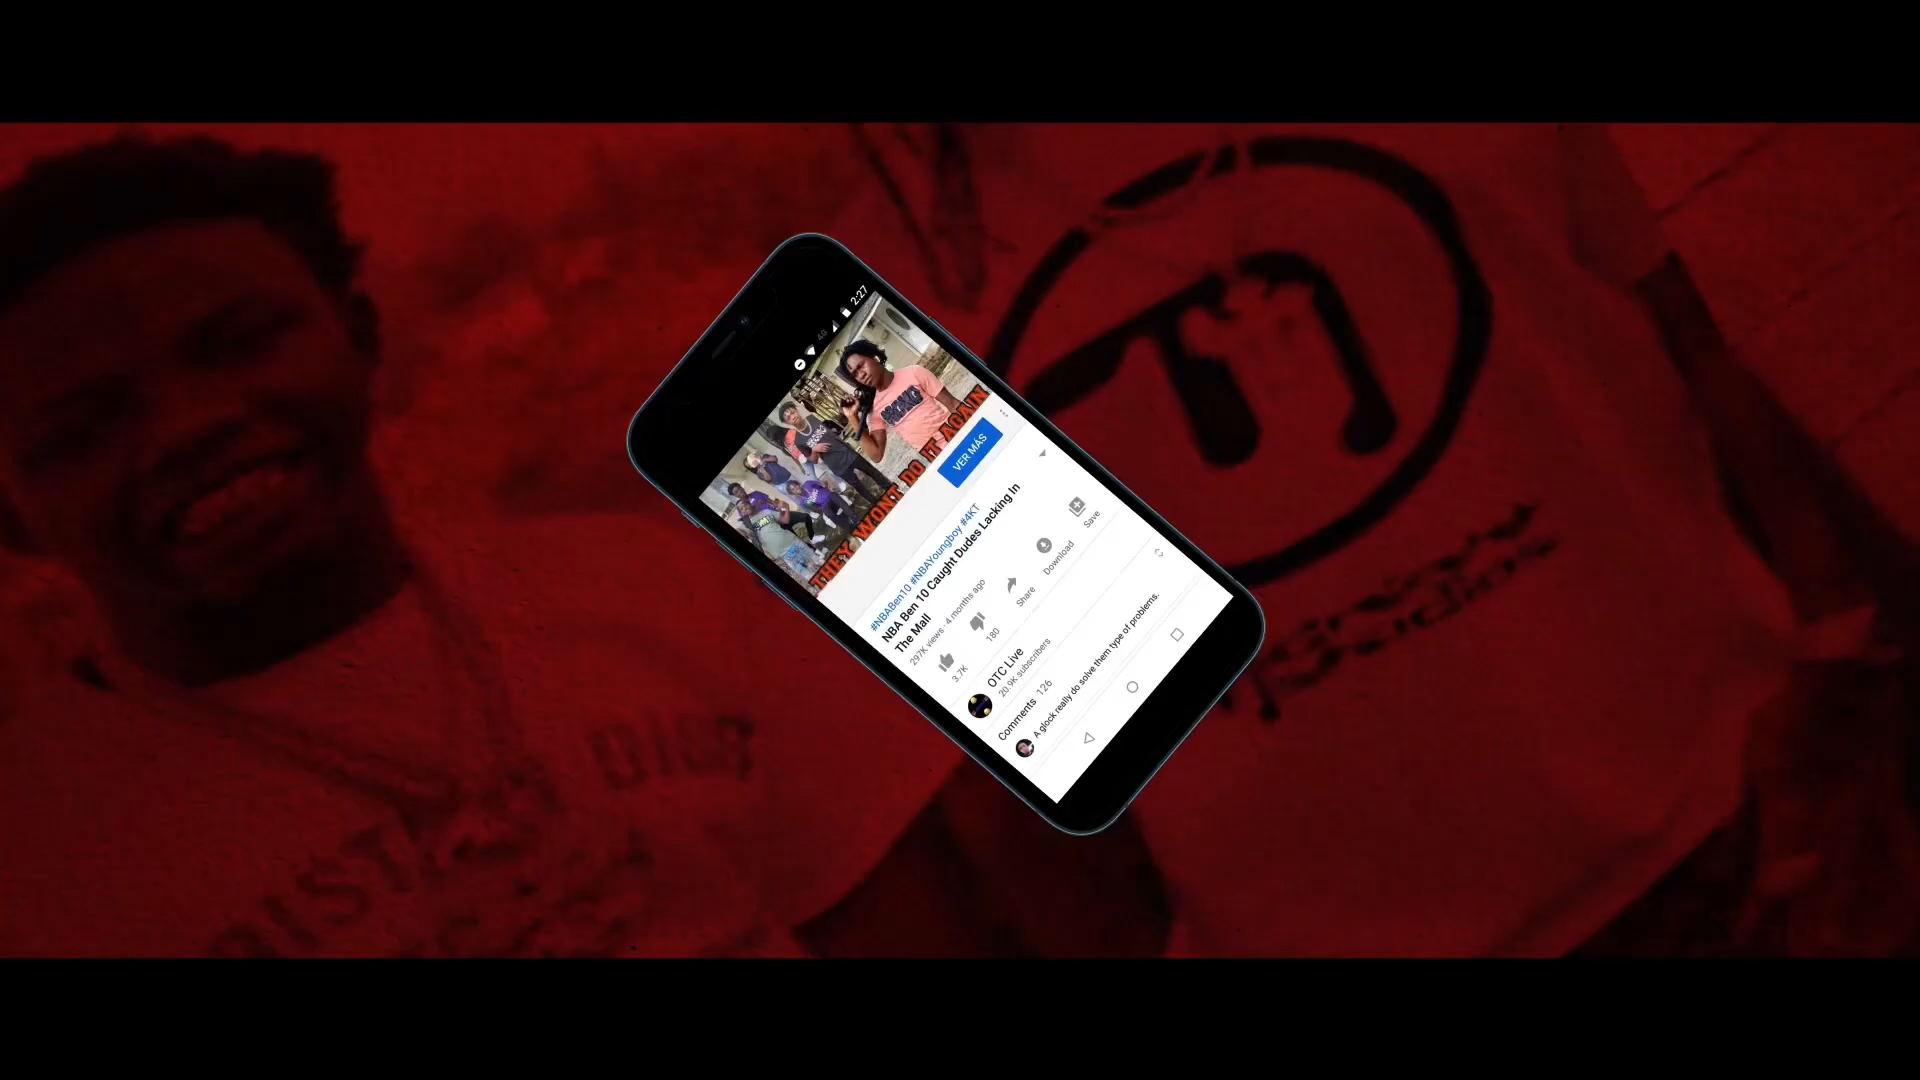 2:27
4G
THEY WONT DO IT AGAIN
VER MÁS
#NBABen10 #NBAYoungboy #4KT
NBA Ben 10 Caught Dudes Lacking In
The Mall
297K views · 4 months ago
3.7K
180
Share
Download
Save
OTC Live
20.9K subscribers
Comments 126
A glock really do solve them type of problems.